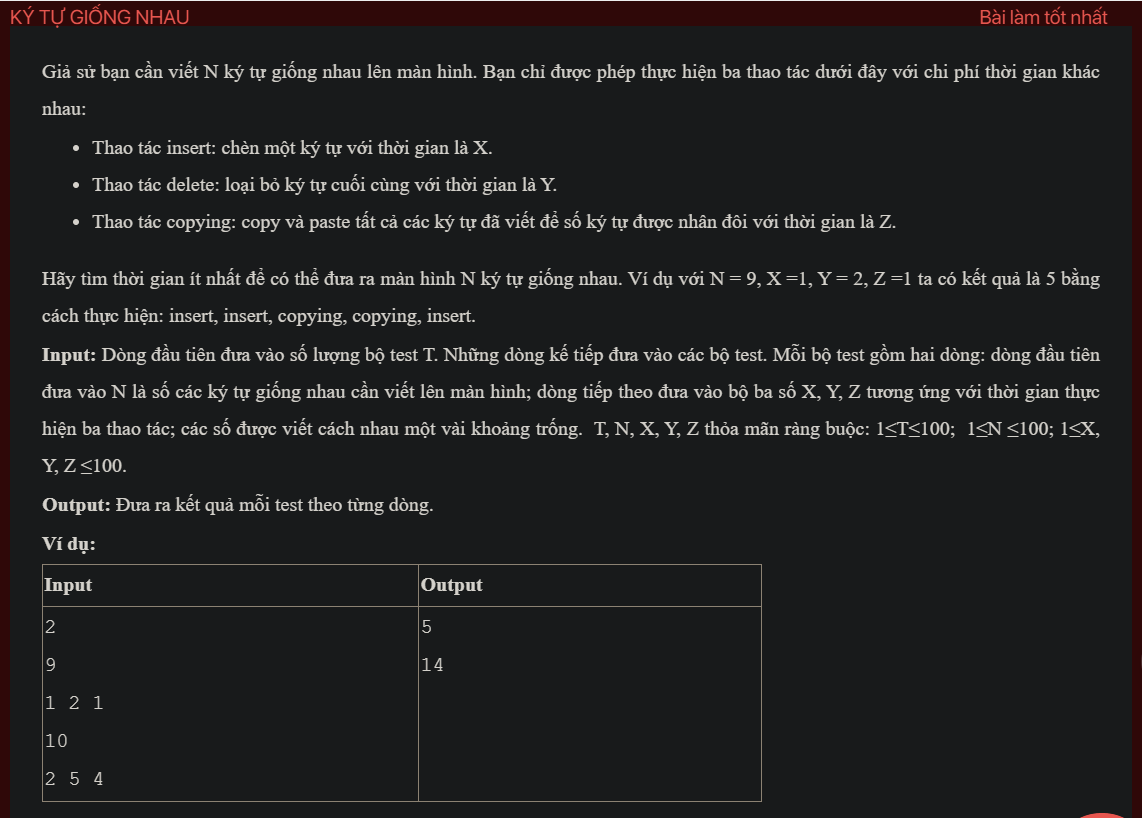 KÝ TỰ GIỐNG NHAU
Bài làm tốt nhất
Giả sử bạn cần viết N ký tự giống nhau lên màn hình. Bạn chỉ được phép thực hiện ba thao tác dưới đây với chi phí thời gian khác
nhau:
• Thao tác insert: chèn một ký tự với thời gian là X.
• Thao tác delete: loại bỏ ký tự cuối cùng với thời gian là Y.
• Thao tác copying: copy và paste tất cả các ký tự đã viết để số ký tự được nhân đôi với thời gian là Z.
Hãy tìm thời gian ít nhất để có thể đưa ra màn hình N ký tự giống nhau. Ví dụ với N = 9, X =1, Y = 2, Z =1 ta có kết quả là 5 bằng
cách thực hiện: insert, insert, copying, copying, insert.
Input: Dòng đầu tiên đưa vào số lượng bộ test T. Những dòng kế tiếp đưa vào các bộ test. Mỗi bộ test gồm hai dòng: dòng đầu tiên
đưa vào N là số các ký tự giống nhau cần viết lên màn hình; dòng tiếp theo đưa vào bộ ba số X, Y, Z tương ứng với thời gian thực
hiện ba thao tác; các số được viết cách nhau một vài khoảng trống. T, N, X, Y, Z thỏa mãn ràng buộc: 1≤T≤100; 1≤N ≤100; 1≤X,
Y, Z ≤100.
Output: Đưa ra kết quả mỗi test theo từng dòng.
Ví dụ:
Input Output
2 5
9 14
1 2 1
10
2 5 4